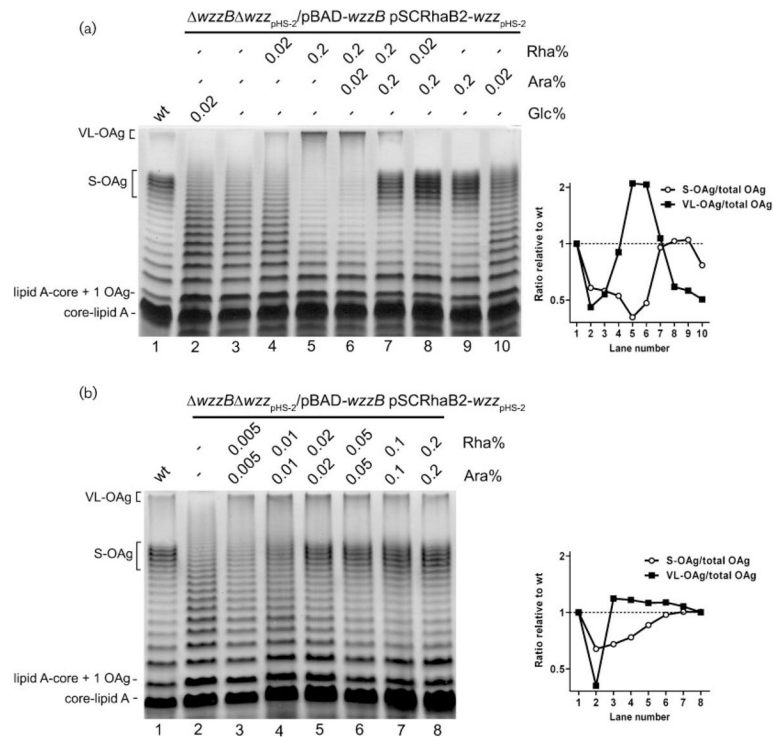 (a)
ΔwzzBΔwzzpHS-2/pBAD-wzzB pSCRhaB2-wzzpHS-2
- - 0.02 0.2 0.2 0.2 0.02 - - Rha%
- - - - 0.02 0.2 0.2 0.2 0.02 Ara%
wt 0.02 - - - - - - - - Glc%
VL-OAg
S-OAg
lipid A-core + 1 OAg-
core-lipid A -
1 2 3 4 5 6 7 8 9 10
S-OAg/total OAg
VL-OAg/total OAg
Ratio relative to wt
2
1
0.5
1 2 3 4 5 6 7 8 9 10
Lane number
(b)
ΔwzzBΔwzzpHS-2/pBAD-wzzB pSCRhaB2-wzzpHS-2
- 0.005 0.01 0.02 0.05 0.1 0.2 Rha%
wt - 0.005 0.01 0.02 0.05 0.1 0.2 Ara%
VL-OAg
S-OAg
lipid A-core + 1 OAg-
core-lipid A -
1 2 3 4 5 6 7 8
S-OAg/total OAg
VL-OAg/total OAg
Ratio relative to wt
2
1
0.5
1 2 3 4 5 6 7 8
Lane number